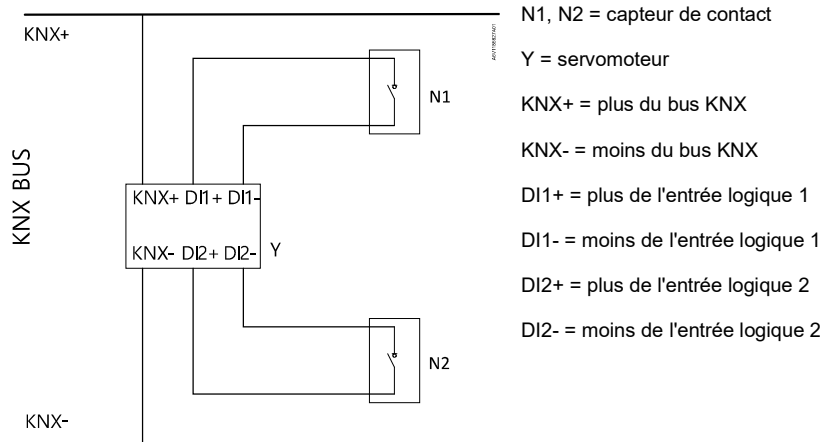 KNX+
KNX BUS
N1
KNX+ DI1+ DI1-
KNX- DI2+ DI2-
Y
N2
KNX-
N1, N2 = capteur de contact
Y = servomoteur
KNX+ = plus du bus KNX
KNX- = moins du bus KNX
DI1+ = plus de l'entrée logique 1
DI1- = moins de l'entrée logique 1
DI2+ = plus de l'entrée logique 2
DI2- = moins de l'entrée logique 2